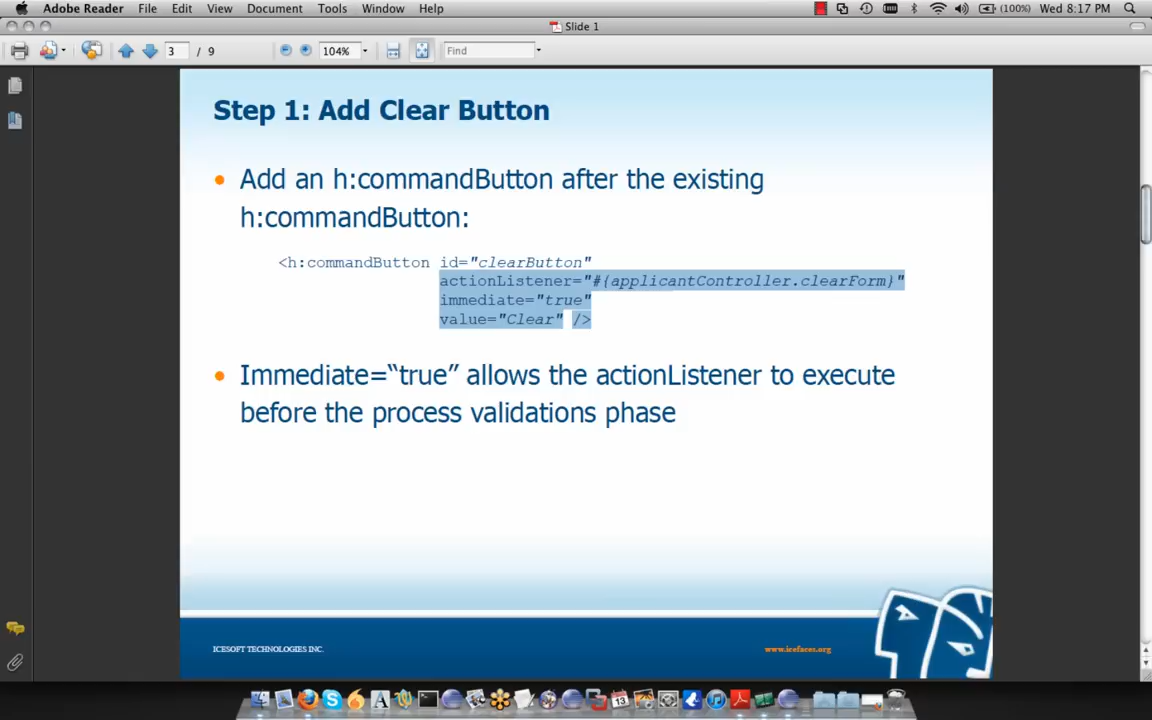 Adobe Reader File Edit View Document Tools Window Help (100%) Wed 8:17 PM
Slide 1
3 / 9 104% Find
Step 1: Add Clear Button
• Add an h:commandButton after the existing
h:commandButton:
<h:commandButton id="clearButton"
actionListener="#{applicantController.clearForm}"
immediate="true"
value="Clear" />
• Immediate=“true” allows the actionListener to execute
before the process validations phase
ICESOFT TECHNOLOGIES INC.
www.icefaces.org
13